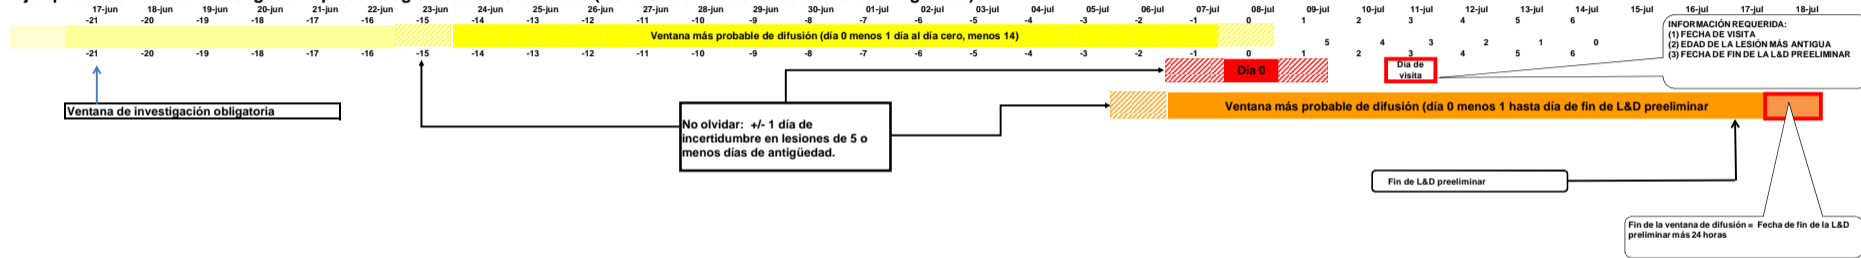 17-jun 18-jun 19-jun 20-jun 21-jun 22-jun 23-jun 24-jun 25-jun 26-jun 27-jun 28-jun 29-jun 30-jun 01-jul 02-jul 03-jul 04-jul 05-jul 06-jul 07-jul 08-jul 09-jul 10-jul 11-jul 12-jul 13-jul 14-jul 15-jul 16-jul 17-jul 18-jul
-21 -20 -19 -18 -17 -16 -15 -14 -13 -12 -11 -10 -9 -8 -7 -6 -5 -4 -3 -2 -1 0 1 2 3 4 5 6
Ventana más probable de difusión (día 0 menos 1 día al día cero, menos 14)
5 4 3 2 1 0
-21 -20 -19 -18 -17 -16 -15 -14 -13 -12 -11 -10 -9 -8 -7 -6 -5 -4 -3 -2 -1 0 1 2 3 4 5 6
INFORMACIÓN REQUERIDA:
(1) FECHA DE VISITA
(2) EDAD DE LA LESIÓN MÁS ANTIGUA
(3) FECHA DE FIN DE LA L&D PREELIMINAR
Día 0
Día de
visita
Ventana de investigación obligatoria
Ventana más probable de difusión (día 0 menos 1 hasta día de fin de L&D preeliminar
No olvidar: +/- 1 día de
incertidumbre en lesiones de 5 o
menos días de antigüedad.
Fin de L&D preeliminar
Fin de la ventana de difusión = Fecha de fin de la L&D
preliminar más 24 horas